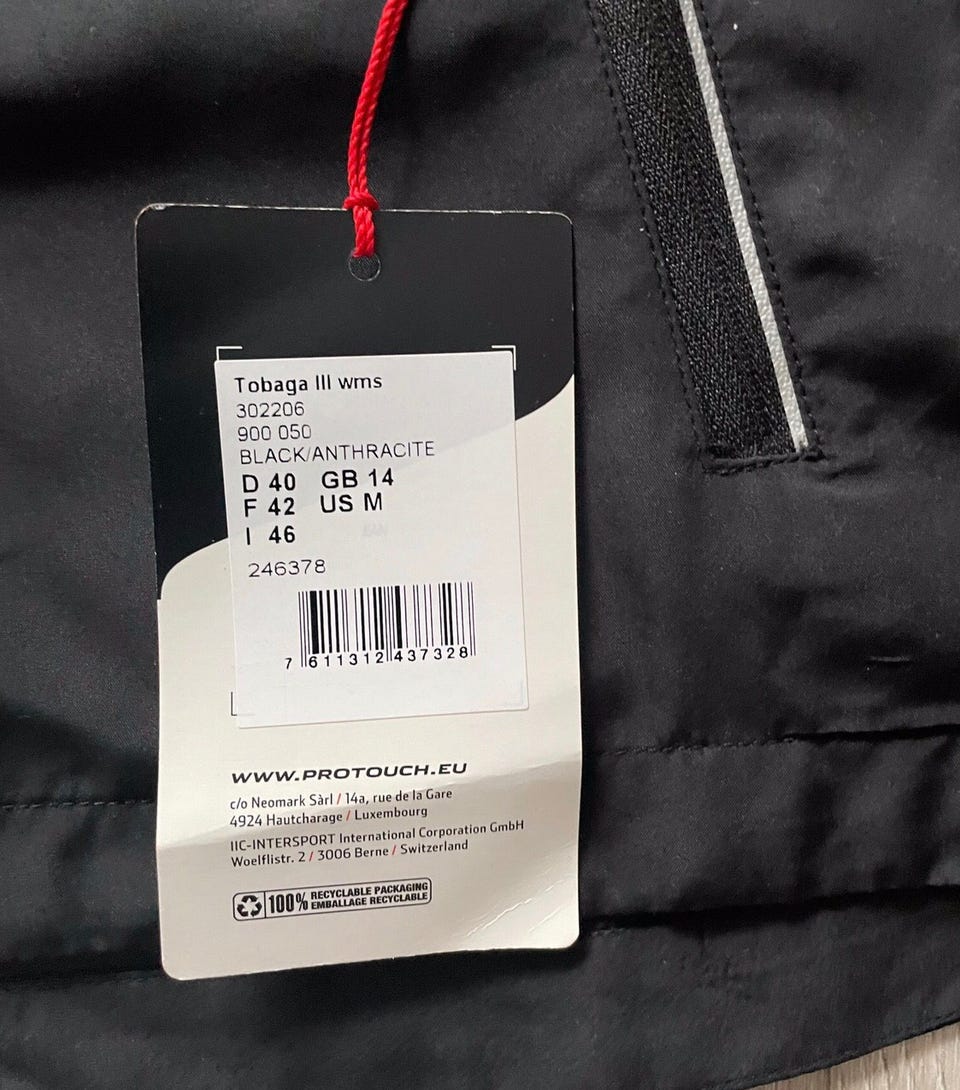 Tobaga III wms
302206
900 050
BLACK/ANTHRACITE
D 40 GB 14
F 42 US M
I 46
246378
7 611312 437328
WWW.PROTOUCH.EU
c/o Neomark Sàrl / 14a, rue de la Gare
4924 Hautcharage / Luxembourg
IIC-INTERSPORT International Corporation GmbH
Woelflistr. 2 / 3006 Berne / Switzerland
100% RECYCLABLE PACKAGING
EMBALLAGE RECYCLABLE